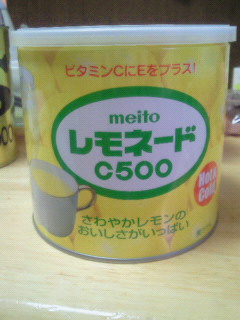 ビタミンCにEをプラス!
meito
レモネード
C500
Hot&
Cold
さわやかレモンの
おいしさがいっぱい